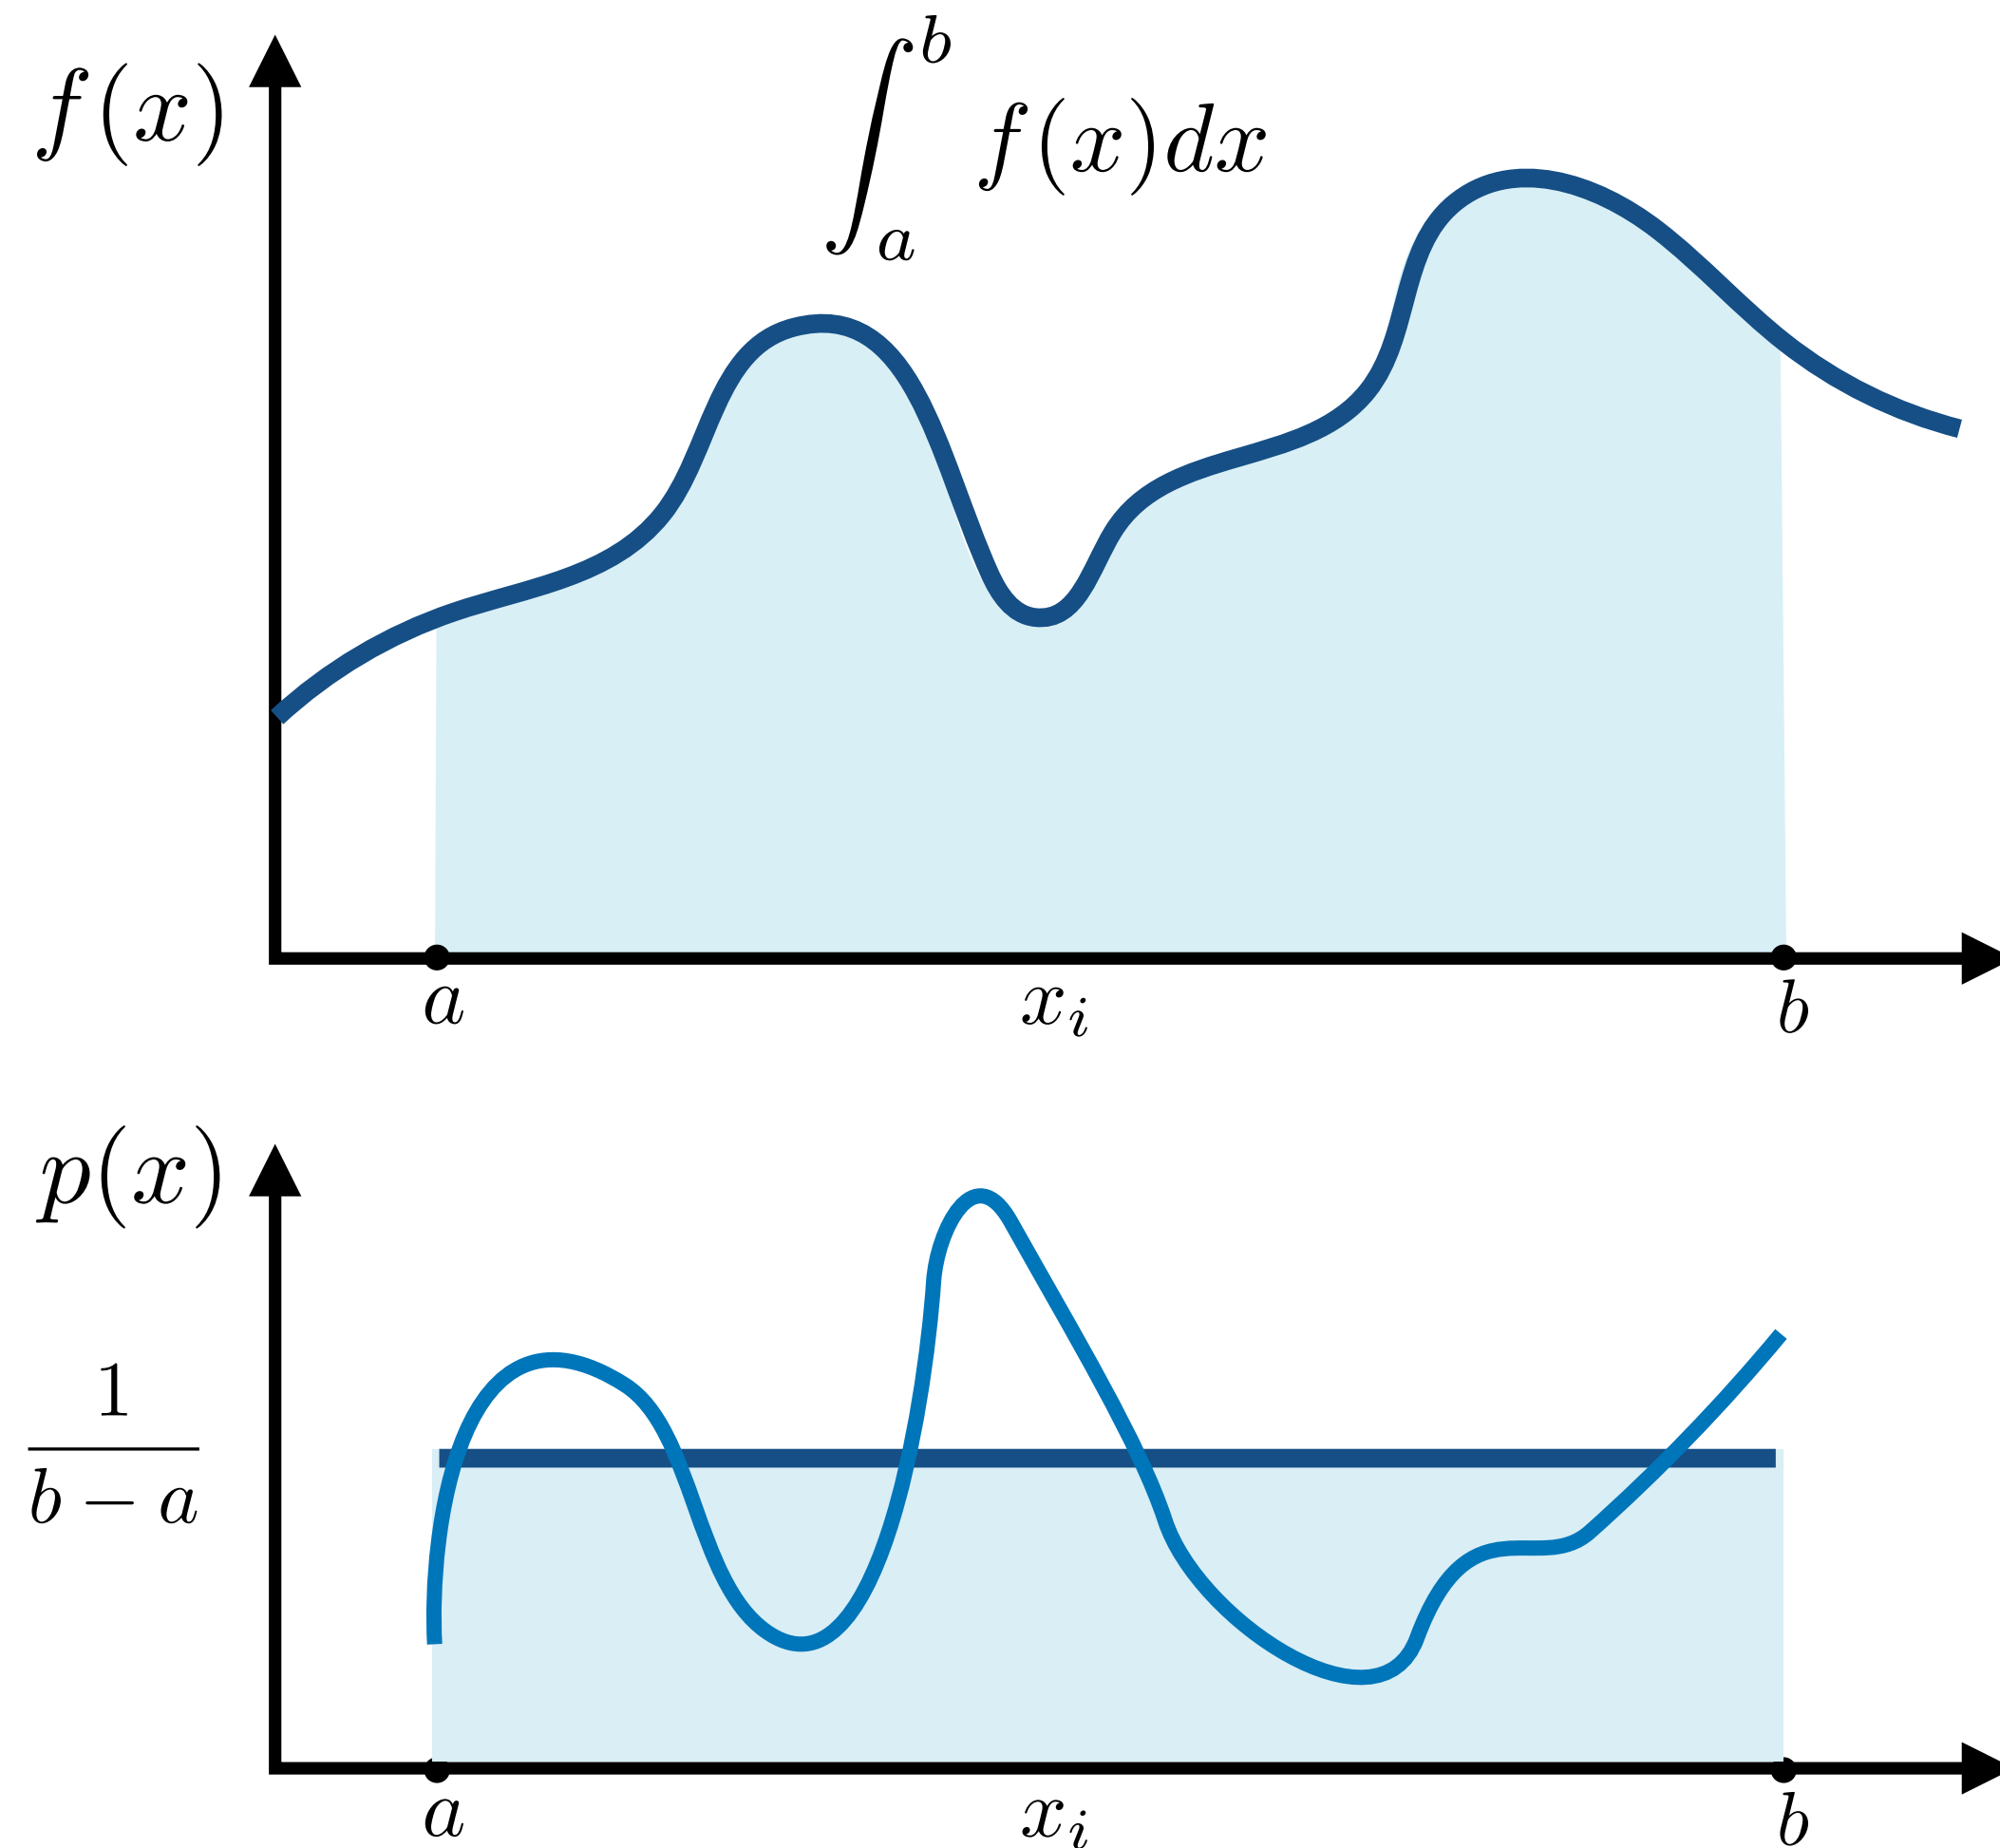 f(x)
∫_a^b f(x)dx
a x_i b
p(x)
1/(b − a)
a x_i b